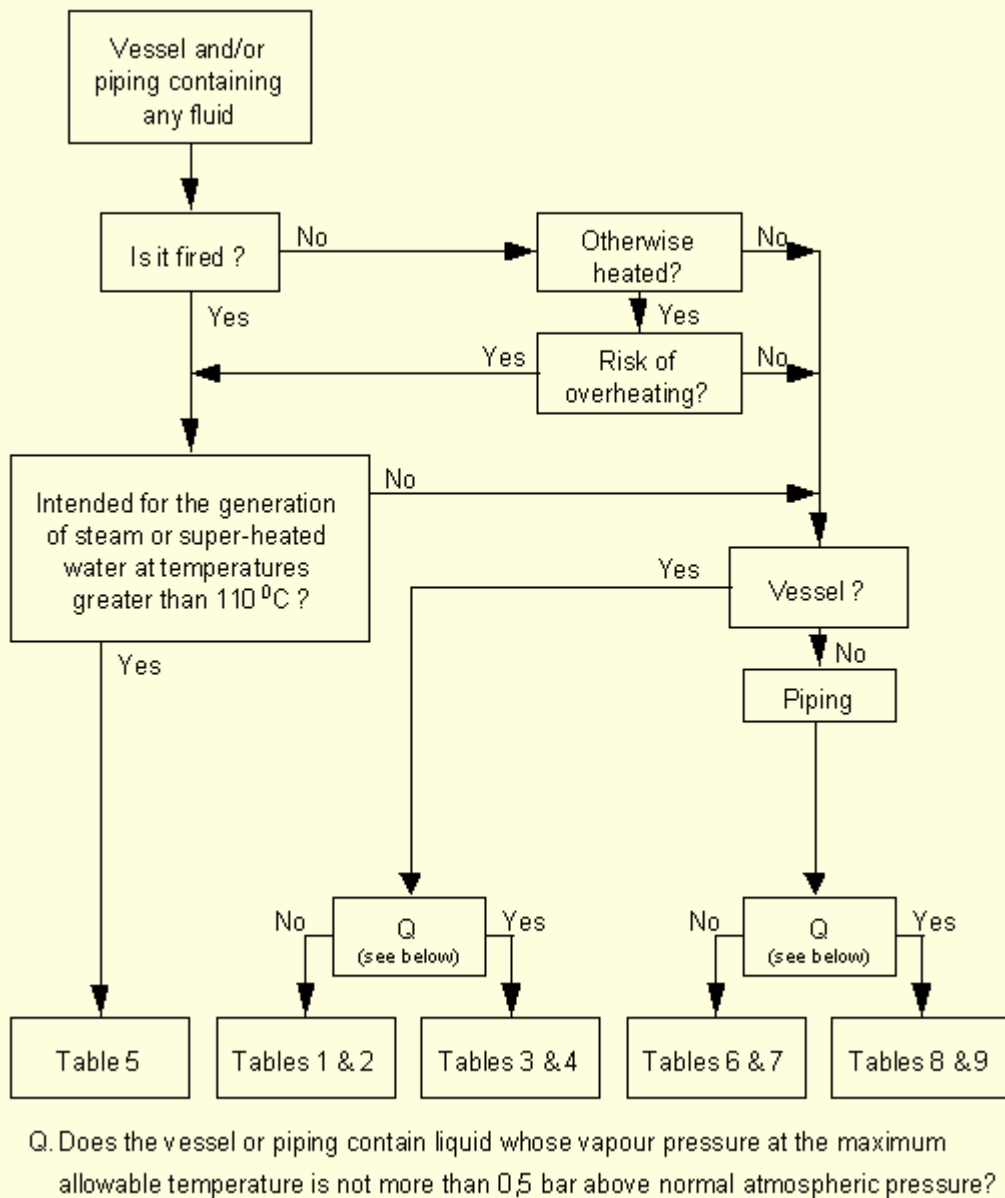 Vessel and/or
piping containing
any fluid
Is it fired ?
No
Otherwise
heated?
No
Yes
Yes
Yes
Risk of
overheating?
No
Intended for the generation
of steam or super-heated
water at temperatures
greater than 110 ⁰C ?
No
Yes
Vessel ?
Yes
No
Piping
No
Q
(see below)
Yes
No
Q
(see below)
Yes
Table 5
Tables 1 & 2
Tables 3 & 4
Tables 6 & 7
Tables 8 & 9
Q. Does the vessel or piping contain liquid whose vapour pressure at the maximum
allowable temperature is not more than 0,5 bar above normal atmospheric pressure?